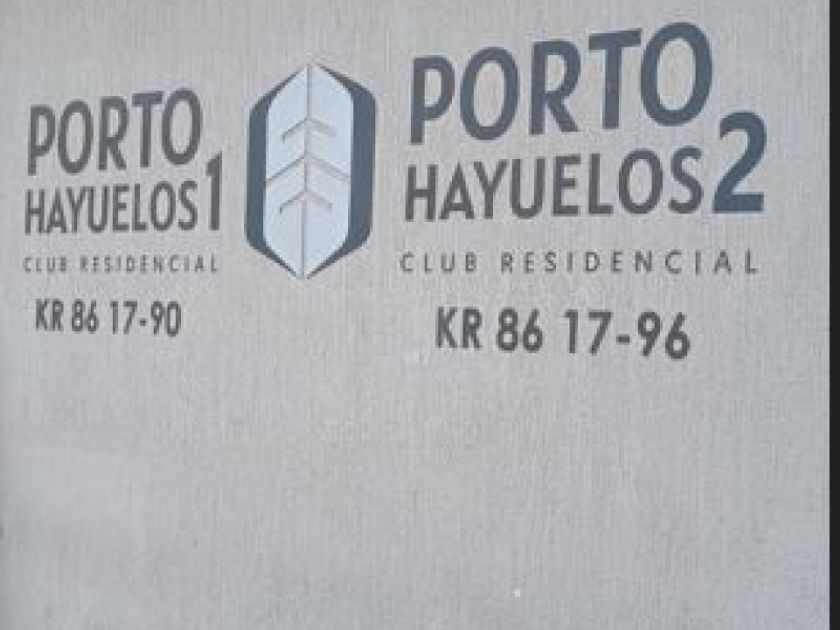 PORTO
HAYUELOS 1
CLUB RESIDENCIAL
KR 86 17-90
PORTO
HAYUELOS 2
CLUB RESIDENCIAL
KR 86 17-96